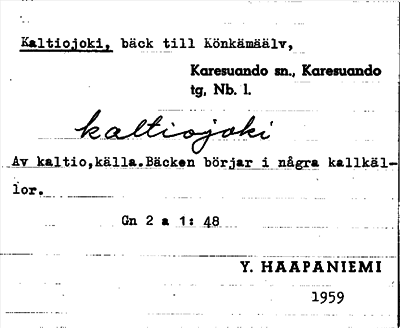 Kaltiojoki, bäck till Könkämäälv,
Karesuando sn., Karesuando
tg, Nb. l.
kaltiojoki
Av kaltio,källa.Bäcken börjar i några kallkäl-
lor.
Gn 2 a 1: 48
Y. HAAPANIEMI
1959